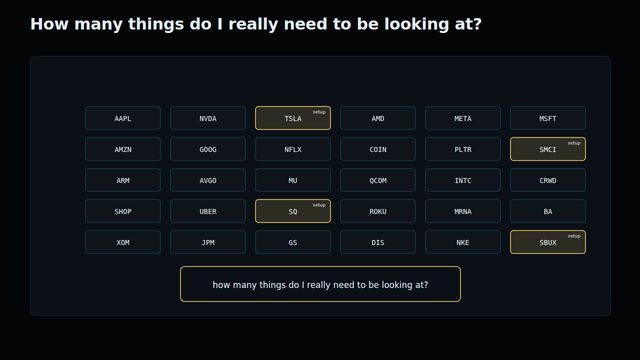 How many things do I really need to be looking at?
AAPL NVDA TSLA setup AMD META MSFT
AMZN GOOG NFLX COIN PLTR SMCI setup
ARM AVGO MU QCOM INTC CRWD
SHOP UBER SQ setup ROKU MRNA BA
XOM JPM GS DIS NKE SBUX setup
how many things do I really need to be looking at?